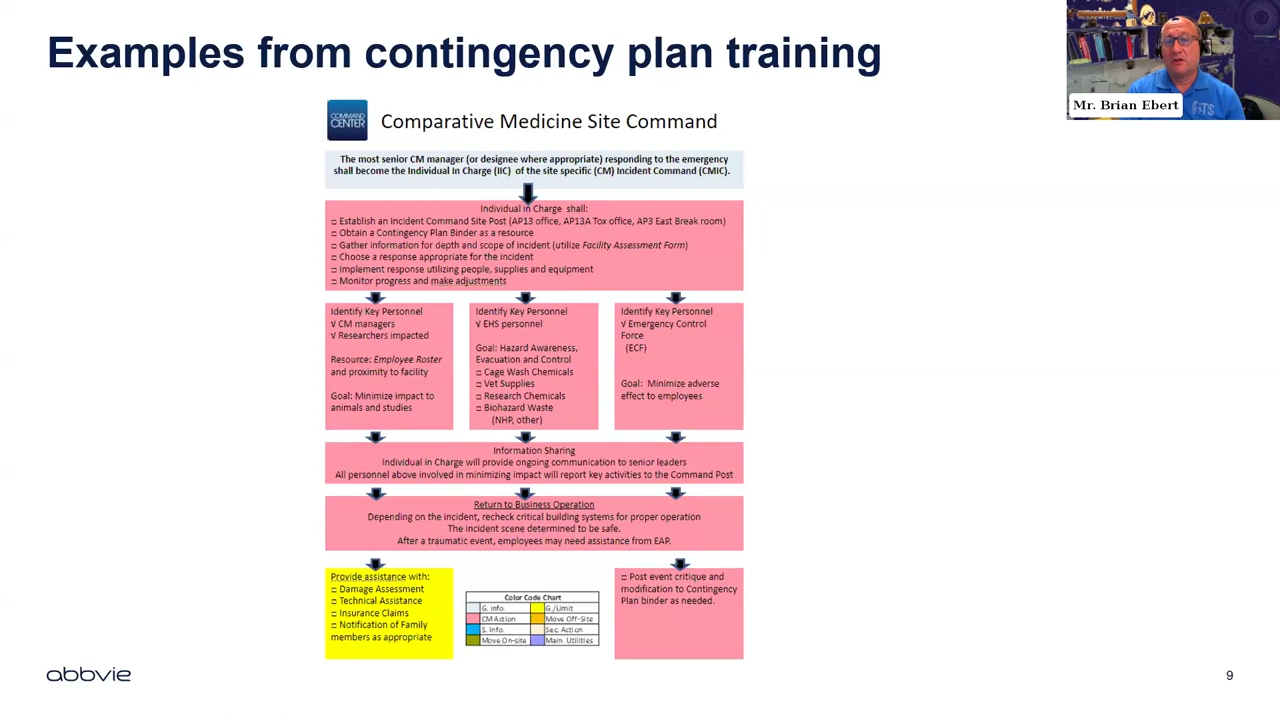 Examples from contingency plan training
Mr. Brian Ebert
COMMAND
CENTER
Comparative Medicine Site Command
The most senior CM manager (or designee where appropriate) responding to the emergency
shall become the Individual in Charge (IIC) of the site specific (CM) Incident Command (CMIC).
Individual in Charge shall:
□ Establish an Incident Command Site Post (AP13 office, AP13A Tox office, AP3 East Break room)
□ Obtain a Contingency Plan Binder as a resource
□ Gather information for depth and scope of incident (utilize Facility Assessment Form)
□ Choose a response appropriate for the incident
□ Implement response utilizing people, supplies and equipment
□ Monitor progress and make adjustments
Identify Key Personnel
√ CM managers
√ Researchers impacted
Resource: Employee Roster
and proximity to facility
Goal: Minimize impact to
animals and studies
Identify Key Personnel
√ EHS personnel
Goal: Hazard Awareness,
Evacuation and Control
□ Cage Wash Chemicals
□ Vet Supplies
□ Research Chemicals
□ Biohazard Waste
(NHP, other)
Identify Key Personnel
√ Emergency Control
Force
(ECF)
Goal: Minimize adverse
effect to employees
Information Sharing
Individual in Charge will provide ongoing communication to senior leaders
All personnel above involved in minimizing impact will report key activities to the Command Post
Return to Business Operation
Depending on the incident, recheck critical building systems for proper operation
The incident scene determined to be safe.
After a traumatic event, employees may need assistance from EAP.
Provide assistance with:
□ Damage Assessment
□ Technical Assistance
□ Insurance Claims
□ Notification of Family
members as appropriate
Color Code Chart
G. Info. G./Limit
CM Action Move Off-Site
S. Info. Sec. Action
Move On-site Main Utilities
□ Post event critique and
modification to Contingency
Plan binder as needed.
abbvie
9